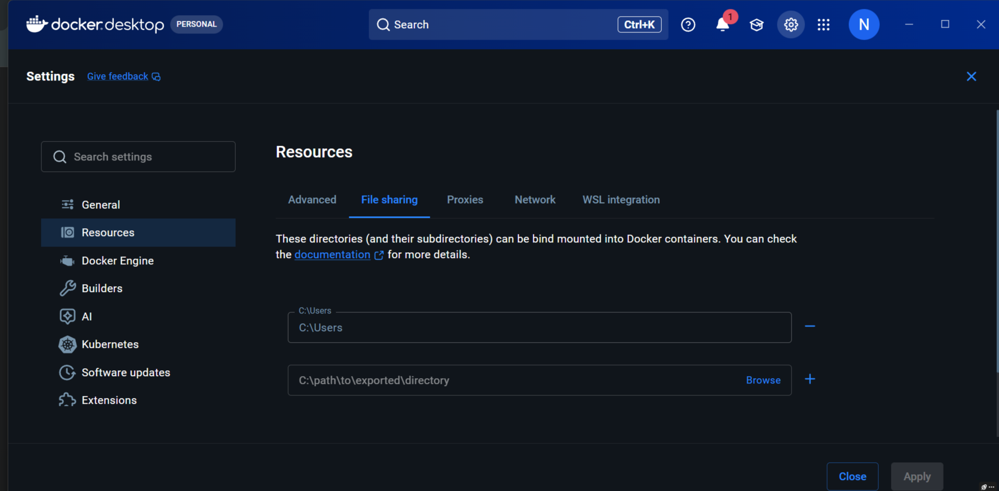 docker.desktop PERSONAL
Search
Ctrl+K
1
N
Settings
Give feedback
Search settings
General
Resources
Docker Engine
Builders
AI
Kubernetes
Software updates
Extensions
Resources
Advanced
File sharing
Proxies
Network
WSL integration
These directories (and their subdirectories) can be bind mounted into Docker containers. You can check
the documentation for more details.
C:\Users
C:\Users
C:\path\to\exported\directory
Browse
Close
Apply